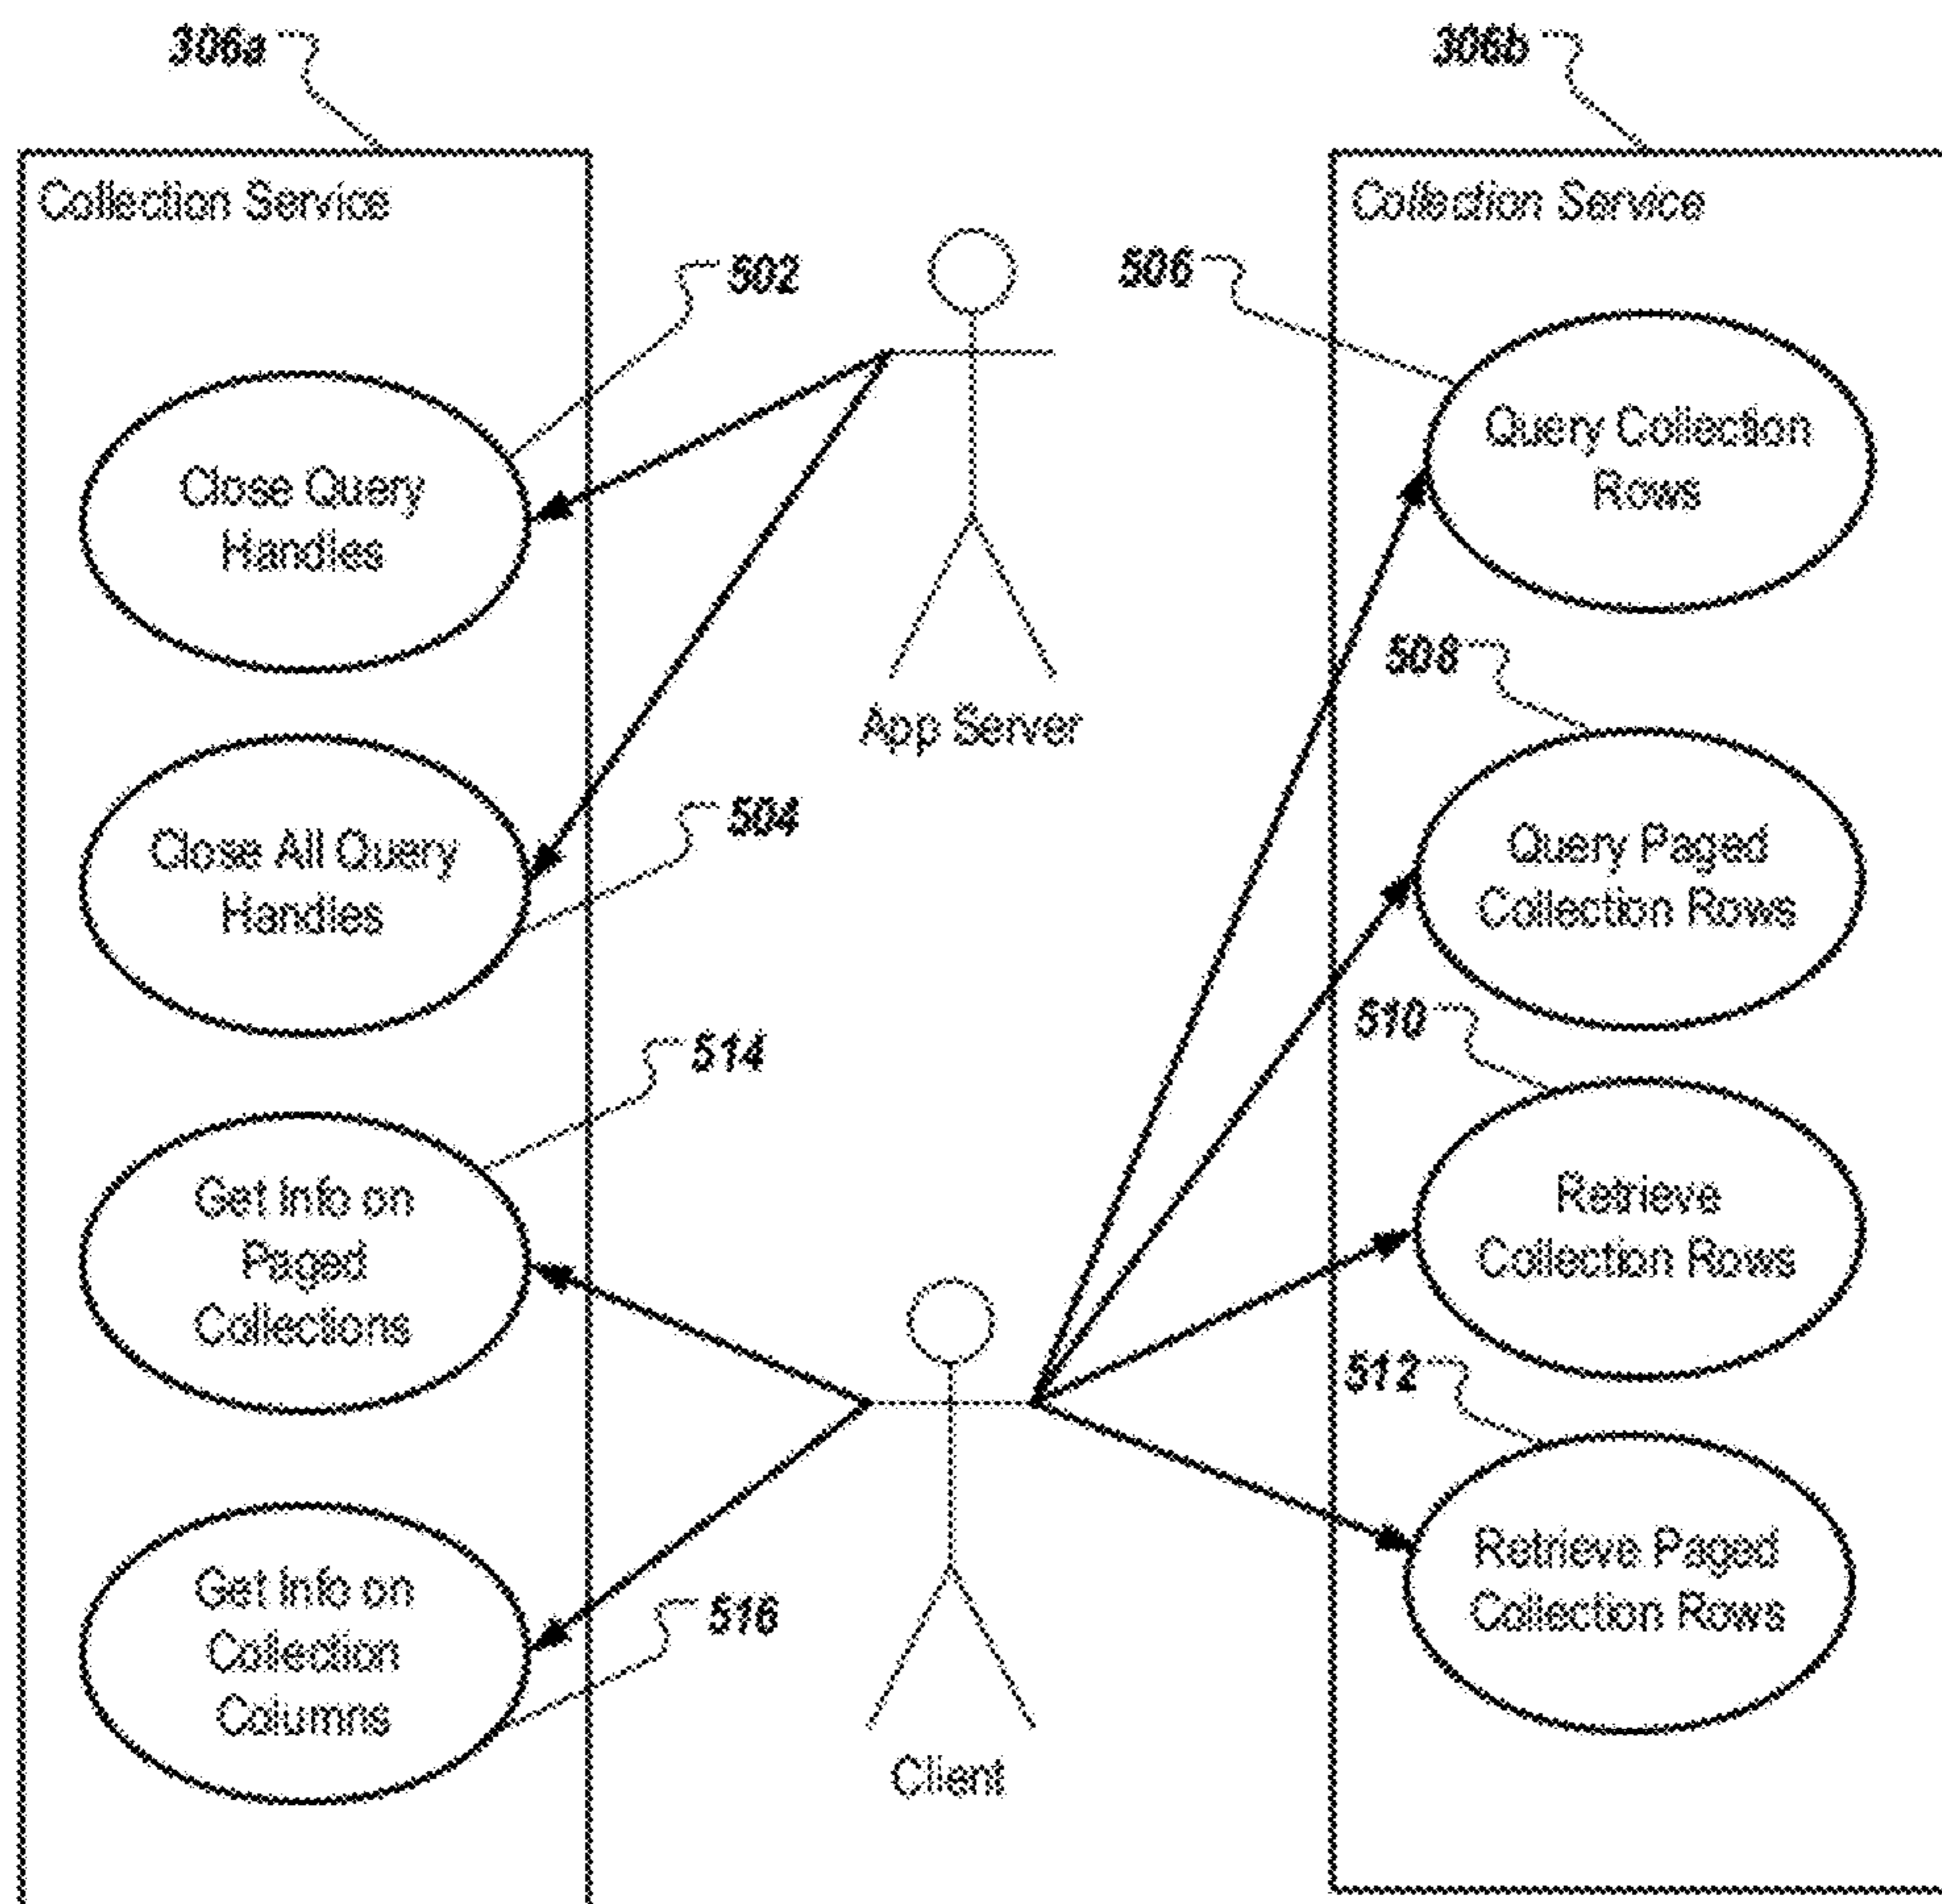 306a
306b
Collection Service
Collection Service
502
506
Close Query
Handles
Query Collection
Rows
App Server
508
504
Close All Query
Handles
Query Paged
Collection Rows
514
510
Get Info on
Paged
Collections
Retrieve
Collection Rows
512
Get Info on
Collection
Columns
516
Retrieve Paged
Collection Rows
Client